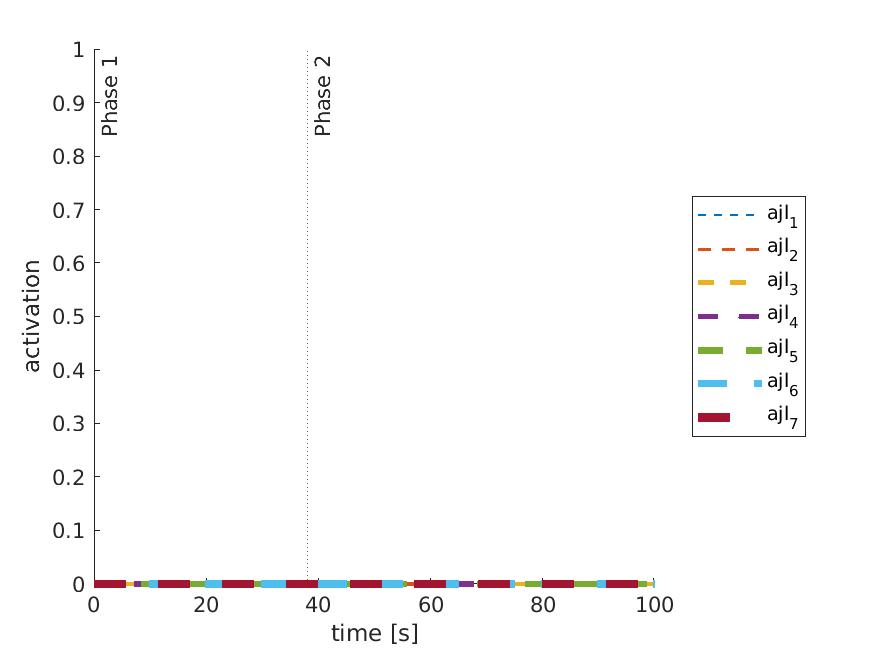 1
0.9
0.8
0.7
0.6
0.5
0.4
0.3
0.2
0.1
0
activation
Phase 1
Phase 2
0 20 40 60 80 100
time [s]
ajl1
ajl2
ajl3
ajl4
ajl5
ajl6
ajl7